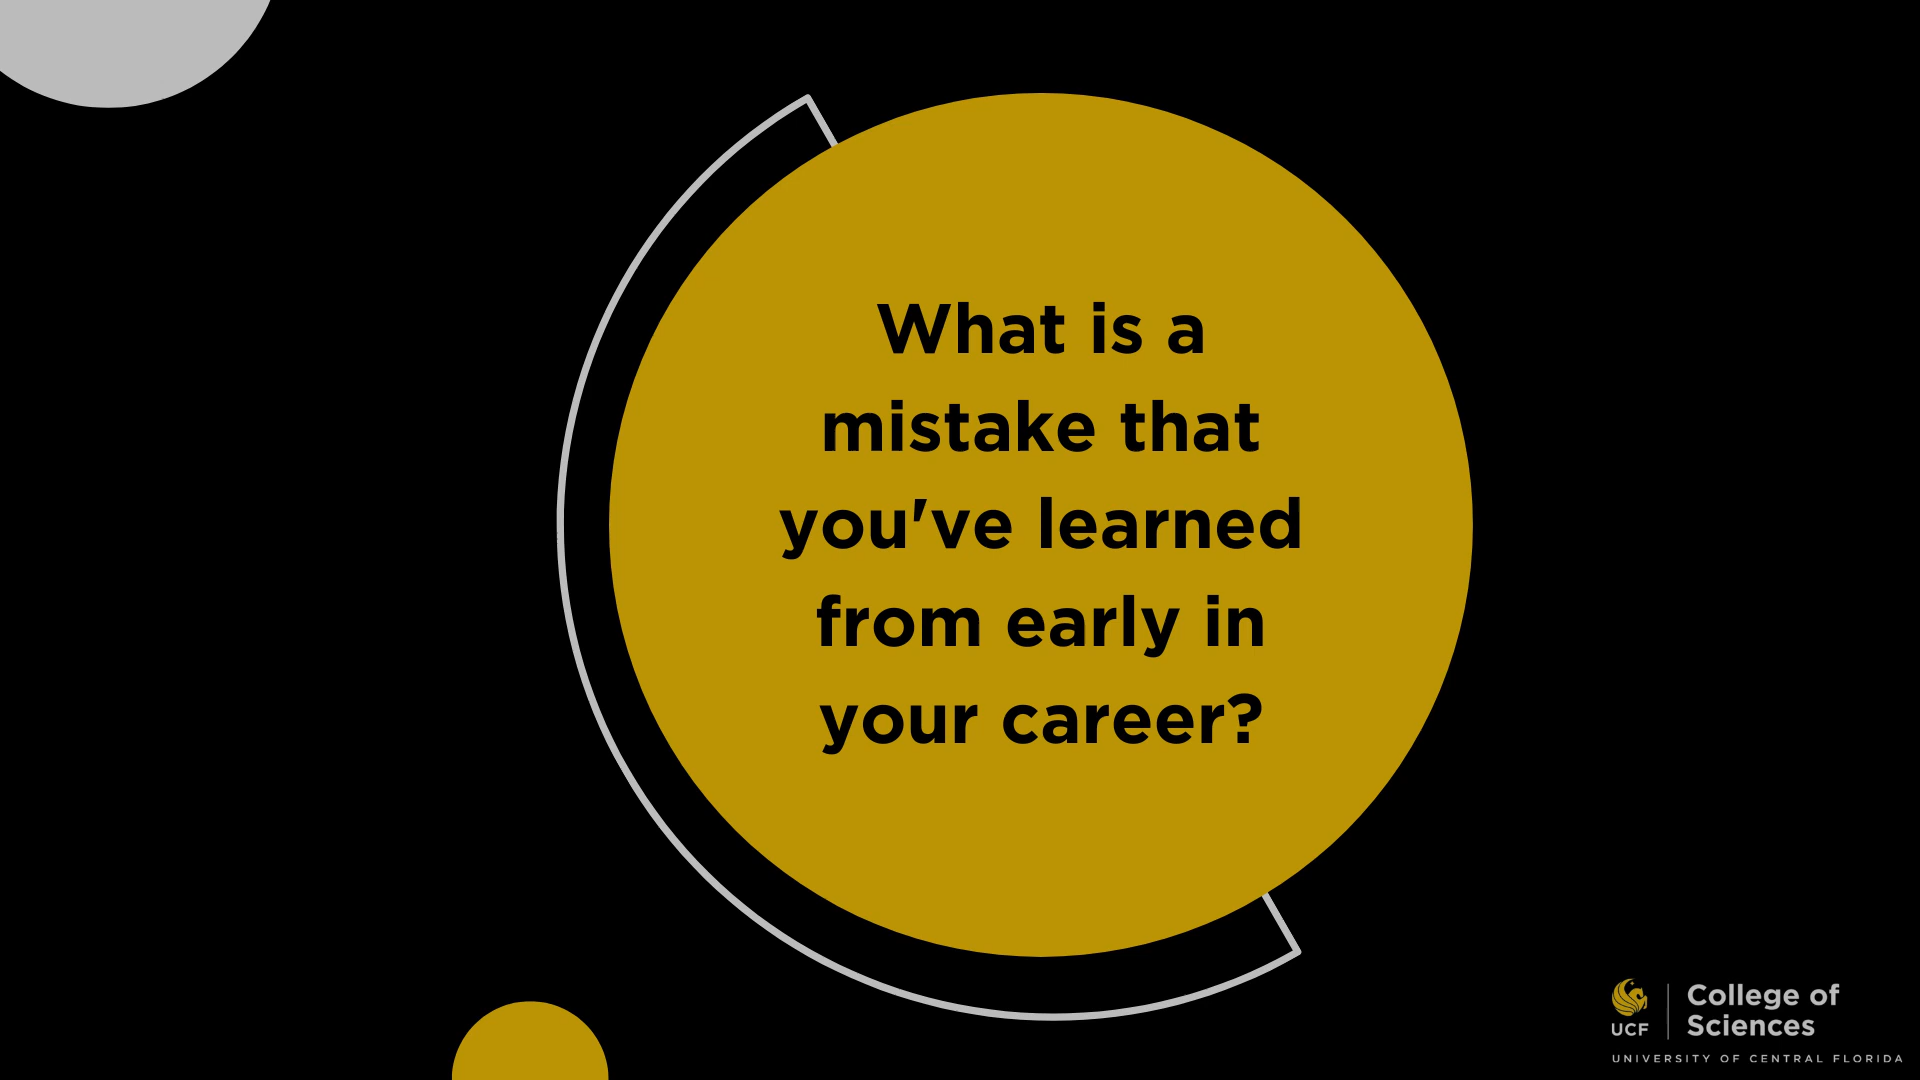 What is a
mistake that
you've learned
from early in
your career?
UCF
College of
Sciences
UNIVERSITY OF CENTRAL FLORIDA